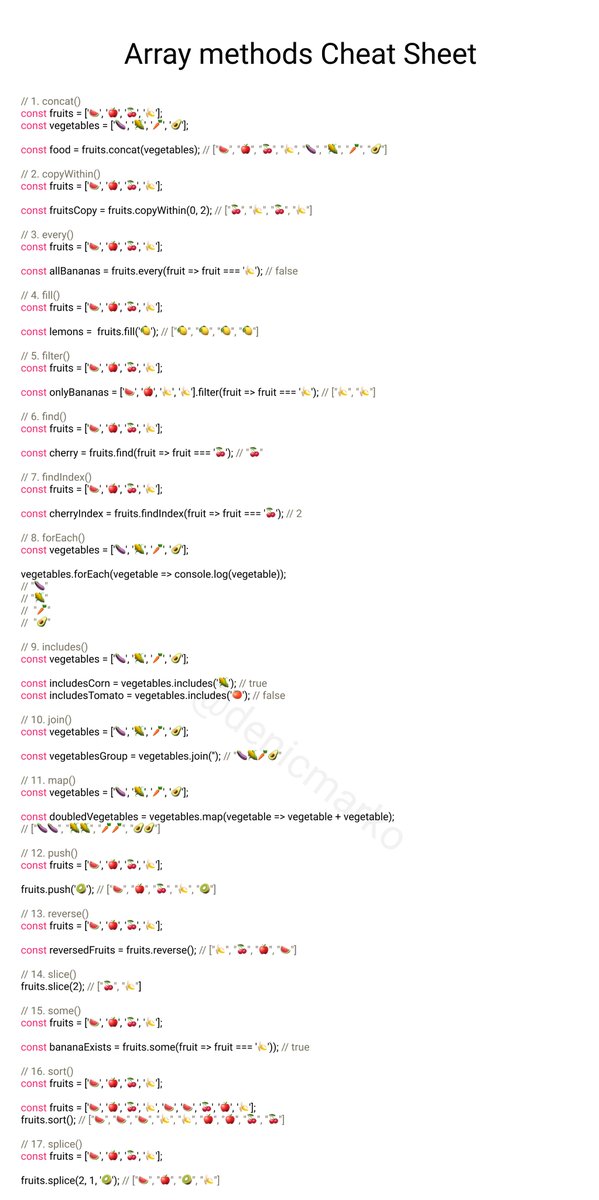 Array methods Cheat Sheet
// 1. concat()
const fruits = ['🍉', '🍎', '🍒', '🍌'];
const vegetables = ['🍆', '🌽', '🥕', '🥑'];
const food = fruits.concat(vegetables); // ["🍉", "🍎", "🍒", "🍌", "🍆", "🌽", "🥕", "🥑"]
// 2. copyWithin()
const fruits = ['🍉', '🍎', '🍒', '🍌'];
const fruitsCopy = fruits.copyWithin(0, 2); // ["🍒", "🍌", "🍒", "🍌"]
// 3. every()
const fruits = ['🍉', '🍎', '🍒', '🍌'];
const allBananas = fruits.every(fruit => fruit === '🍌'); // false
// 4. fill()
const fruits = ['🍉', '🍎', '🍒', '🍌'];
const lemons =  fruits.fill('🍋'); // ["🍋", "🍋", "🍋", "🍋"]
// 5. filter()
const fruits = ['🍉', '🍎', '🍒', '🍌'];
const onlyBananas = ['🍉', '🍎', '🍌', '🍌'].filter(fruit => fruit === '🍌'); // ["🍌", "🍌"]
// 6. find()
const fruits = ['🍉', '🍎', '🍒', '🍌'];
const cherry = fruits.find(fruit => fruit === '🍒'); // "🍒"
// 7. findIndex()
const fruits = ['🍉', '🍎', '🍒', '🍌'];
const cherryIndex = fruits.findIndex(fruit => fruit === '🍒'); // 2
// 8. forEach()
const vegetables = ['🍆', '🌽', '🥕', '🥑'];
vegetables.forEach(vegetable => console.log(vegetable));
// "🍆"
// "🌽"
//  "🥕"
//  "🥑"
// 9. includes()
const vegetables = ['🍆', '🌽', '🥕', '🥑'];
const includesCorn = vegetables.includes('🌽'); // true
const includesTomato = vegetables.includes('🍅'); // false
// 10. join()
const vegetables = ['🍆', '🌽', '🥕', '🥑'];
const vegetablesGroup = vegetables.join(''); // "🍆🌽🥕🥑"
// 11. map()
const vegetables = ['🍆', '🌽', '🥕', '🥑'];
const doubledVegetables = vegetables.map(vegetable => vegetable + vegetable);
// ["🍆🍆", "🌽🌽", "🥕🥕", "🥑🥑"]
@denicmarko
// 12. push()
const fruits = ['🍉', '🍎', '🍒', '🍌'];
fruits.push('🥝'); // ["🍉", "🍎", "🍒", "🍌", "🥝"]
// 13. reverse()
const fruits = ['🍉', '🍎', '🍒', '🍌'];
const reversedFruits = fruits.reverse(); // ["🍌", "🍒", "🍎", "🍉"]
// 14. slice()
fruits.slice(2); // ["🍒", "🍌"]
// 15. some()
const fruits = ['🍉', '🍎', '🍒', '🍌'];
const bananaExists = fruits.some(fruit => fruit === '🍌')); // true
// 16. sort()
const fruits = ['🍉', '🍎', '🍒', '🍌'];
const fruits = ['🍉', '🍎', '🍒', '🍌', '🍉', '🍉', '🍒', '🍎', '🍌'];
fruits.sort(); // ["🍉", "🍉", "🍉", "🍌", "🍌", "🍎", "🍎", "🍒", "🍒"]
// 17. splice()
const fruits = ['🍉', '🍎', '🍒', '🍌'];
fruits.splice(2, 1, '🥝'); // ["🍉", "🍎", "🥝", "🍌"]